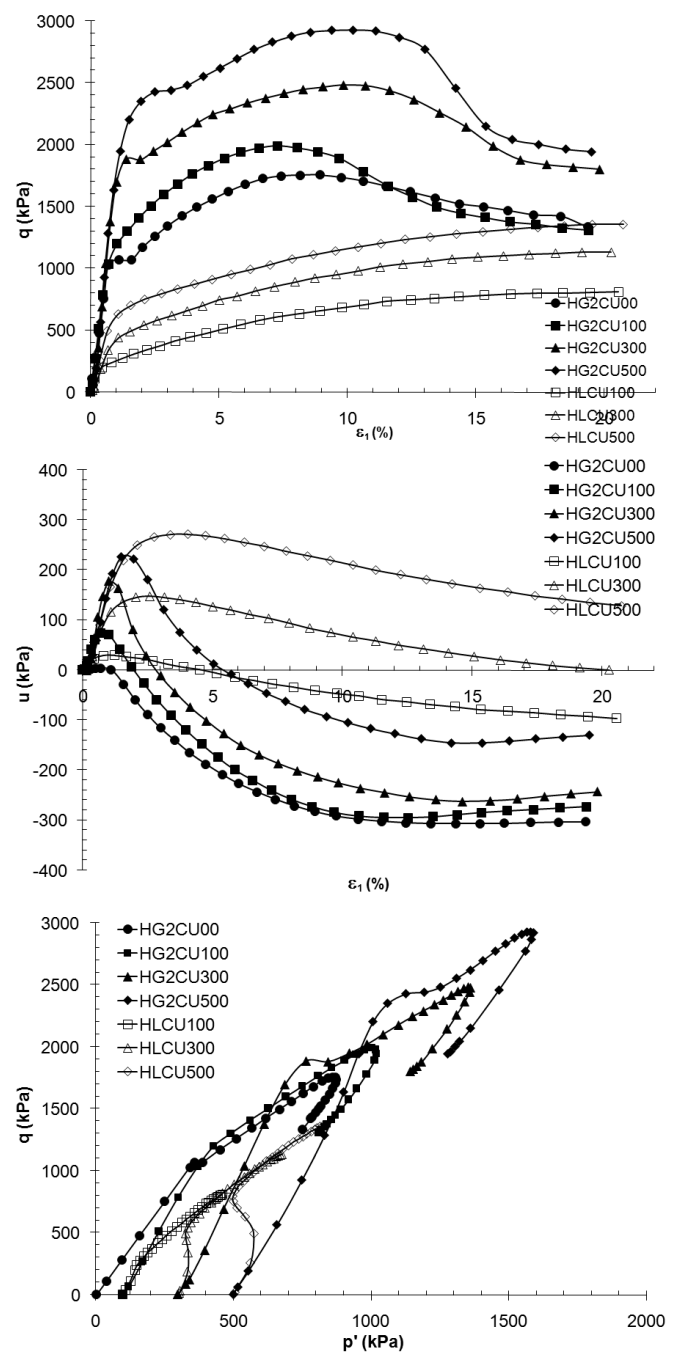 3000
2500
2000
1500
1000
500
0
q (kPa)
0 5 10 15 20
ε1 (%)
HG2CU00
HG2CU100
HG2CU300
HG2CU500
HLCU100
HLCU300
HLCU500
400
300
200
100
0
-100
-200
-300
-400
u (kPa)
0 5 10 15 20
ε1 (%)
HG2CU00
HG2CU100
HG2CU300
HG2CU500
HLCU100
HLCU300
HLCU500
3000
2500
2000
1500
1000
500
0
q (kPa)
HG2CU00
HG2CU100
HG2CU300
HG2CU500
HLCU100
HLCU300
HLCU500
0 500 1000 1500 2000
p' (kPa)